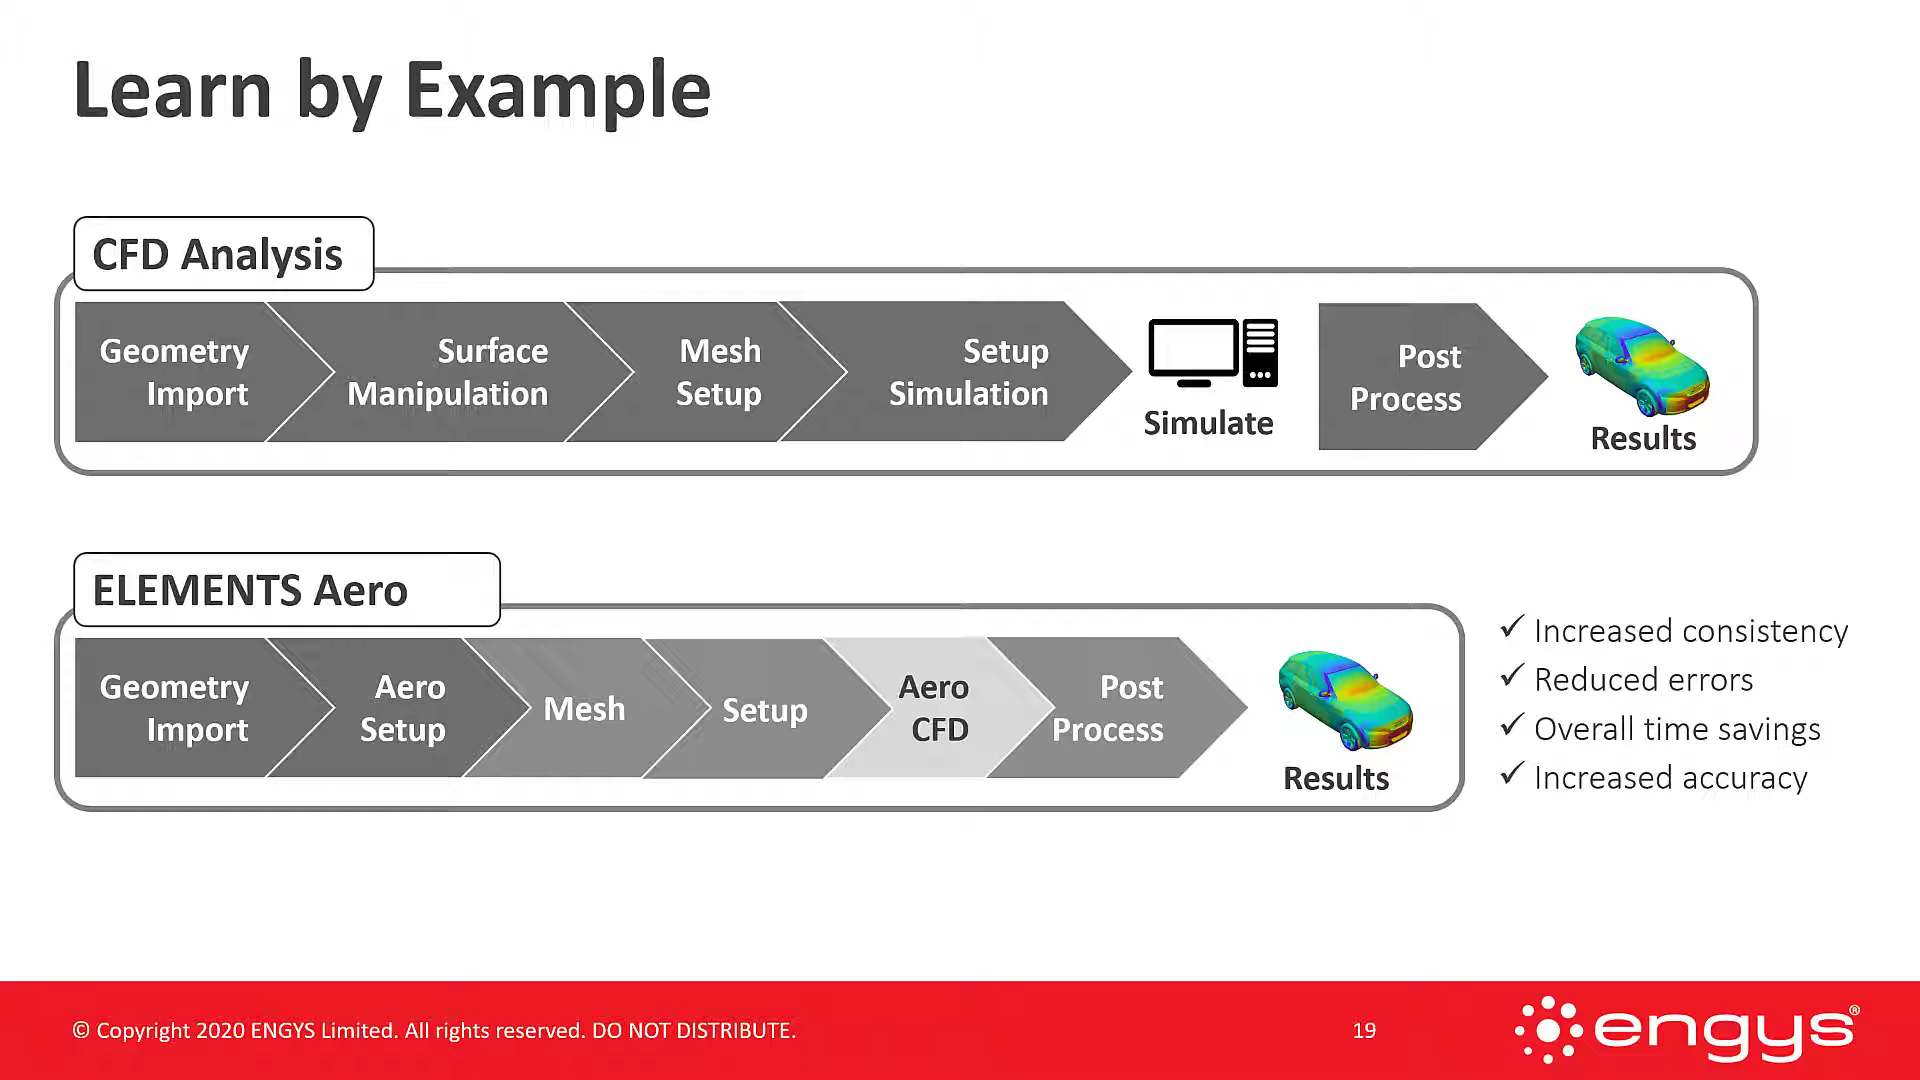 Learn by Example
CFD Analysis
Geometry
Import
Surface
Manipulation
Mesh
Setup
Setup
Simulation
Simulate
Post
Process
Results
ELEMENTS Aero
Geometry
Import
Aero
Setup
Mesh
Setup
Aero
CFD
Post
Process
Results
✓ Increased consistency
✓ Reduced errors
✓ Overall time savings
✓ Increased accuracy
© Copyright 2020 ENGYS Limited. All rights reserved. DO NOT DISTRIBUTE.
19
engys®